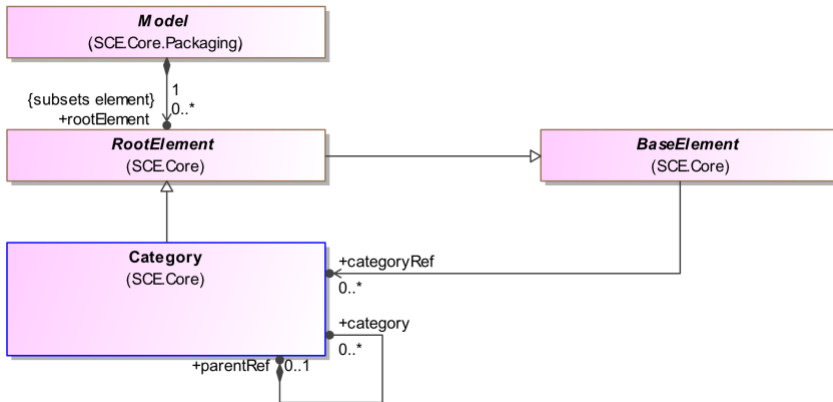 Model
(SCE.Core.Packaging)
1
{subsets element}
0..*
+rootElement
RootElement
(SCE.Core)
BaseElement
(SCE.Core)
Category
(SCE.Core)
+categoryRef
0..*
+category
0..*
+parentRef 0..1